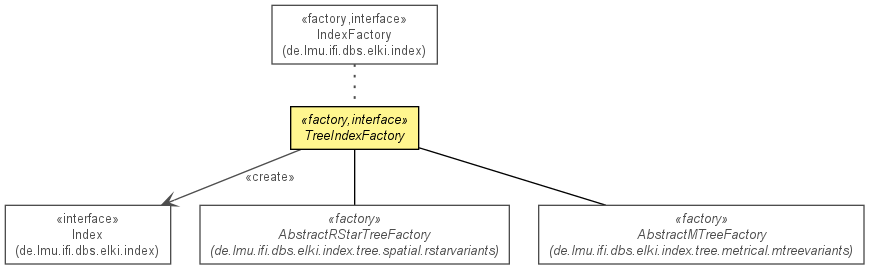 «factory,interface»
IndexFactory
(de.lmu.ifi.dbs.elki.index)
«factory,interface»
TreeIndexFactory
«create»
«interface»
Index
(de.lmu.ifi.dbs.elki.index)
«factory»
AbstractRStarTreeFactory
(de.lmu.ifi.dbs.elki.index.tree.spatial.rstarvariants)
«factory»
AbstractMTreeFactory
(de.lmu.ifi.dbs.elki.index.tree.metrical.mtreevariants)